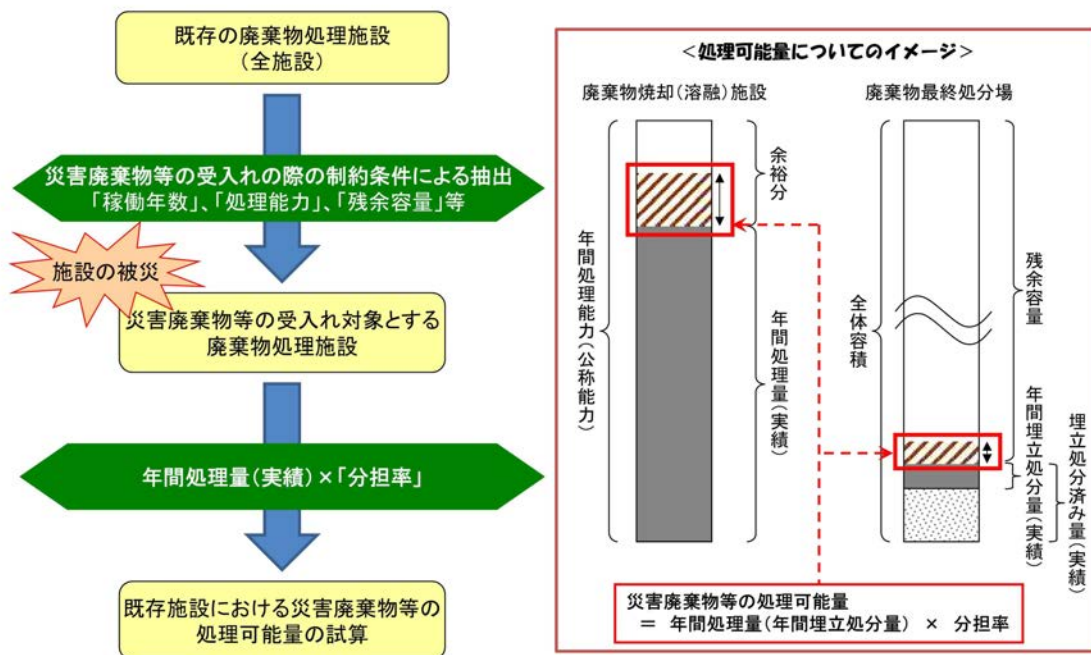 既存の廃棄物処理施設
(全施設)
災害廃棄物等の受入れの際の制約条件による抽出
「稼働年数」、「処理能力」、「残余容量」等
施設の被災
災害廃棄物等の受入れ対象とする
廃棄物処理施設
年間処理量(実績)×「分担率」
既存施設における災害廃棄物等の
処理可能量の試算
<処理可能量についてのイメージ>
廃棄物焼却(溶融)施設
廃棄物最終処分場
年間処理能力(公称能力)
余裕分
年間処理量(実績)
全体容積
残余容量
年間埋立処分量(実績)
埋立処分済み量(実績)
災害廃棄物等の処理可能量
= 年間処理量(年間埋立処分量) × 分担率